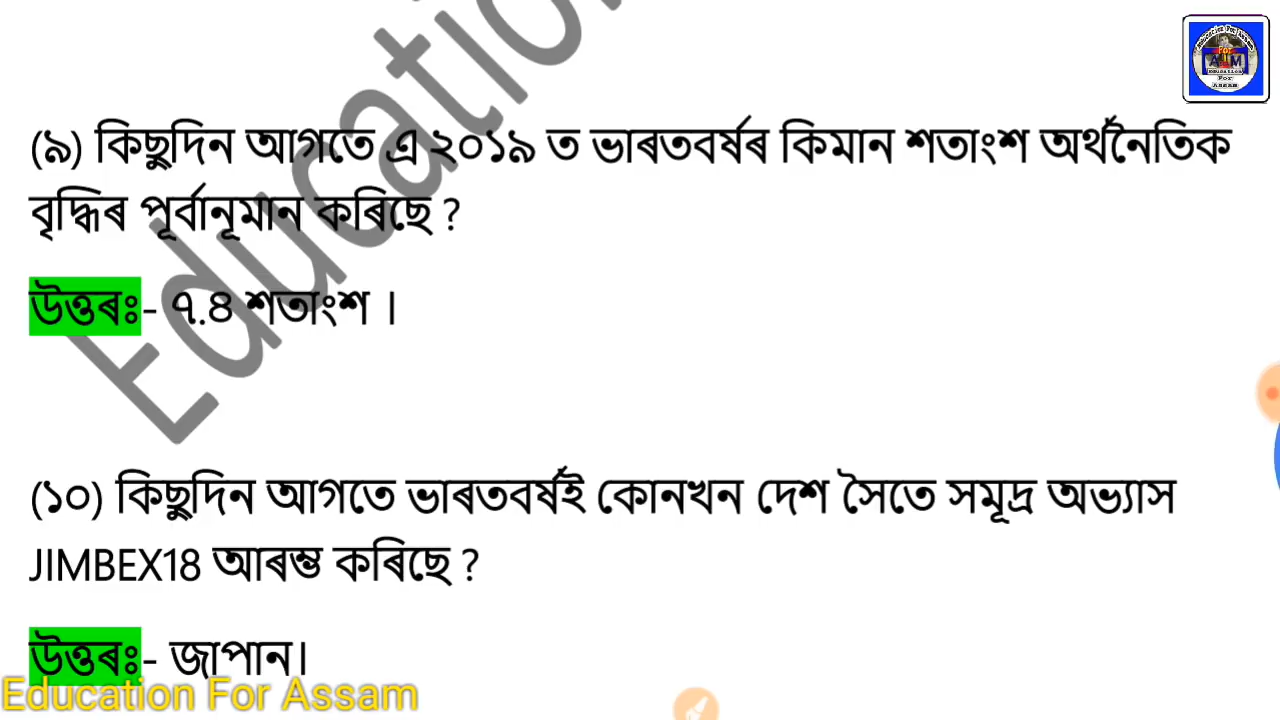 (৯) কিছুদিন আগতে এ ২০১৯ ত ভাৰতবৰ্ষৰ কিমান শতাংশ অৰ্থনৈতিক
বৃদ্ধিৰ পূৰ্বানূমান কৰিছে ?
উত্তৰঃ- ৭.৪ শতাংশ ।
(১০) কিছুদিন আগতে ভাৰতবৰ্ষই কোনখন দেশ সৈতে সমূদ্ৰ অভ্যাস
JIMBEX18 আৰম্ভ কৰিছে ?
উত্তৰঃ- জাপান।
Education For Assam
Educatio